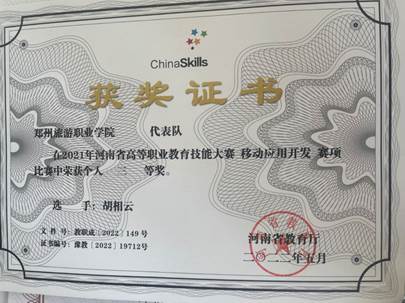 ChinaSkills
获奖证书
郑州旅游职业学院 代表队
在2021年河南省高等职业教育技能大赛 移动应用开发 赛项
比赛中荣获个人 三 等奖。
选 手：胡相云
文 件 号：教职成〔2022〕149号
证书编号：豫教〔2022〕19712号
河南省教育厅
二〇二二年五月